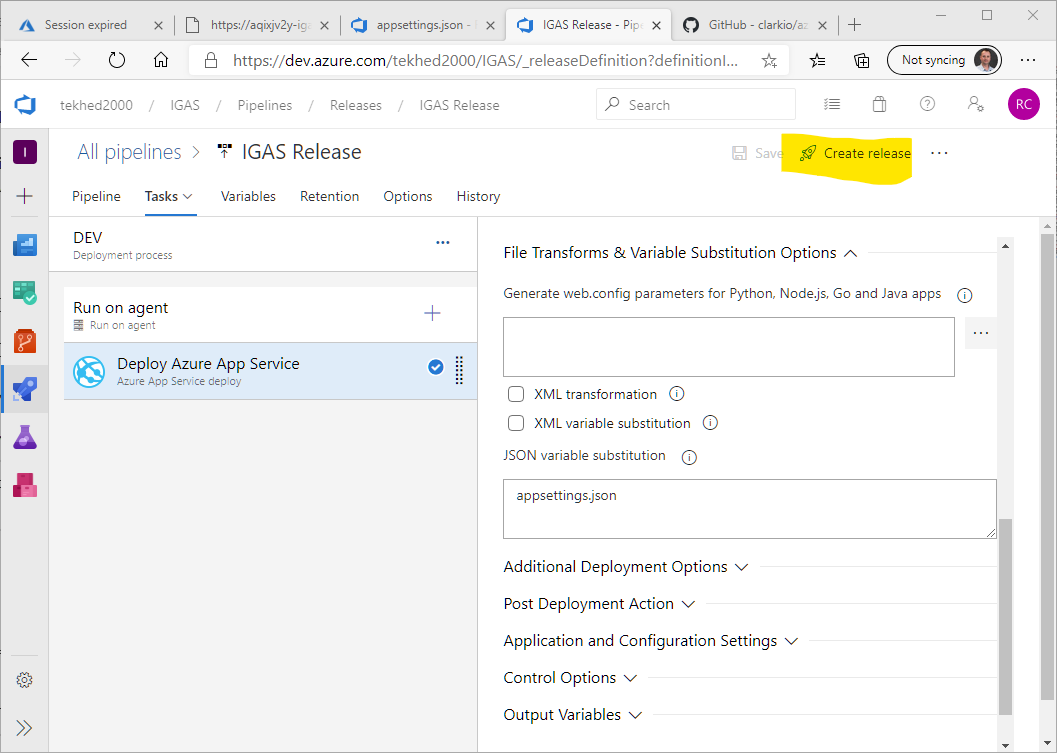 Session expired
https://aqixjv2y-iga
appsettings.json -
IGAS Release - Pipe
GitHub - clarkio/az
https://dev.azure.com/tekhed2000/IGAS/_releaseDefinition?definitionI...
Not syncing
tekhed2000 / IGAS / Pipelines / Releases / IGAS Release
Search
RC
I
All pipelines
IGAS Release
Save
Create release
Pipeline Tasks Variables Retention Options History
DEV
Deployment process
Run on agent
Run on agent
Deploy Azure App Service
Azure App Service deploy
File Transforms & Variable Substitution Options
Generate web.config parameters for Python, Node.js, Go and Java apps
XML transformation
XML variable substitution
JSON variable substitution
appsettings.json
Additional Deployment Options
Post Deployment Action
Application and Configuration Settings
Control Options
Output Variables